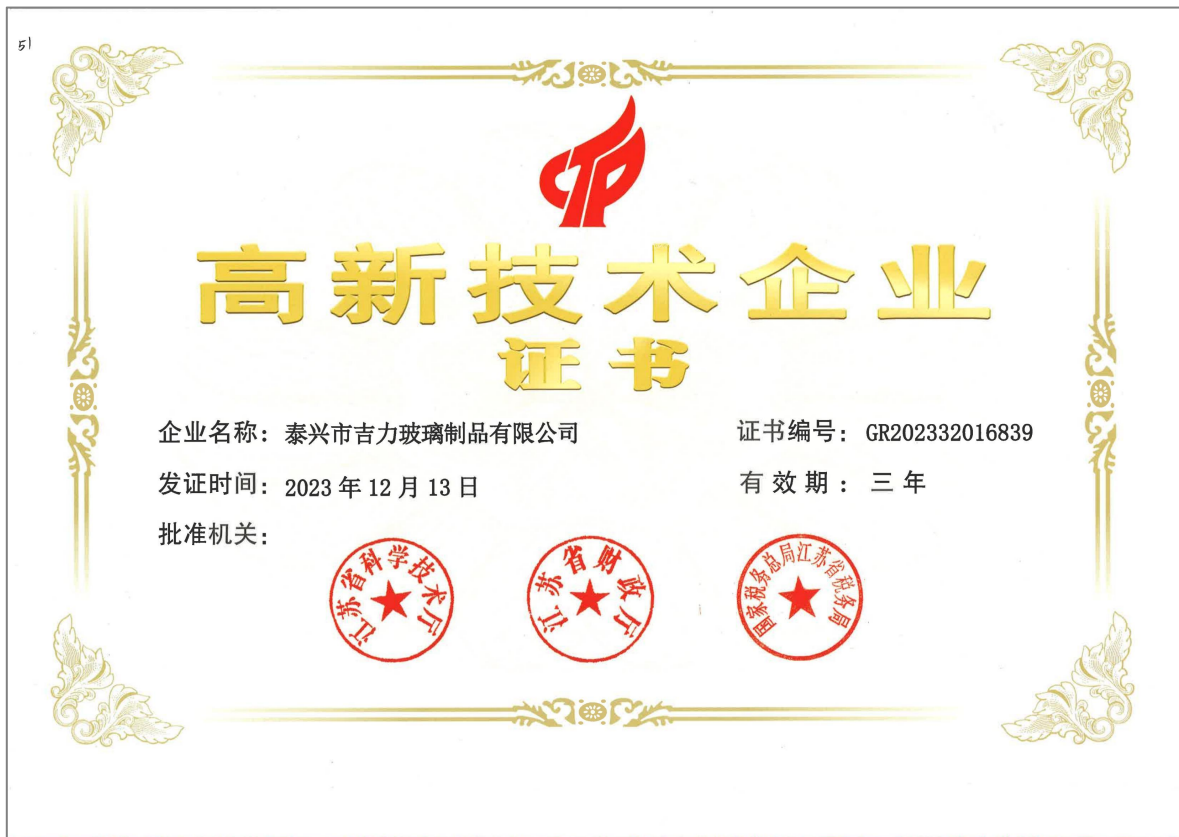 51
高新技术企业
证书
企业名称：泰兴市吉力玻璃制品有限公司
证书编号：GR202332016839
发证时间：2023年12月13日
有效期：三年
批准机关：
江苏省科学技术厅
江苏省财政厅
国家税务总局江苏省税务局